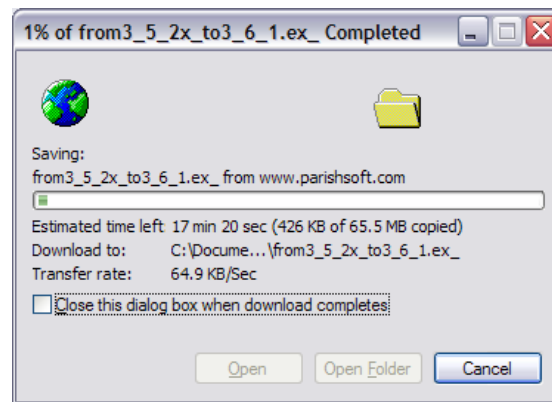 1% of from3_5_2x_to3_6_1.ex_ Completed
Saving:
from3_5_2x_to3_6_1.ex_ from www.parishsoft.com
Estimated time left 17 min 20 sec (426 KB of 65.5 MB copied)
Download to: C:\Docume...\from3_5_2x_to3_6_1.ex_
Transfer rate: 64.9 KB/Sec
Close this dialog box when download completes
Open Open Folder Cancel